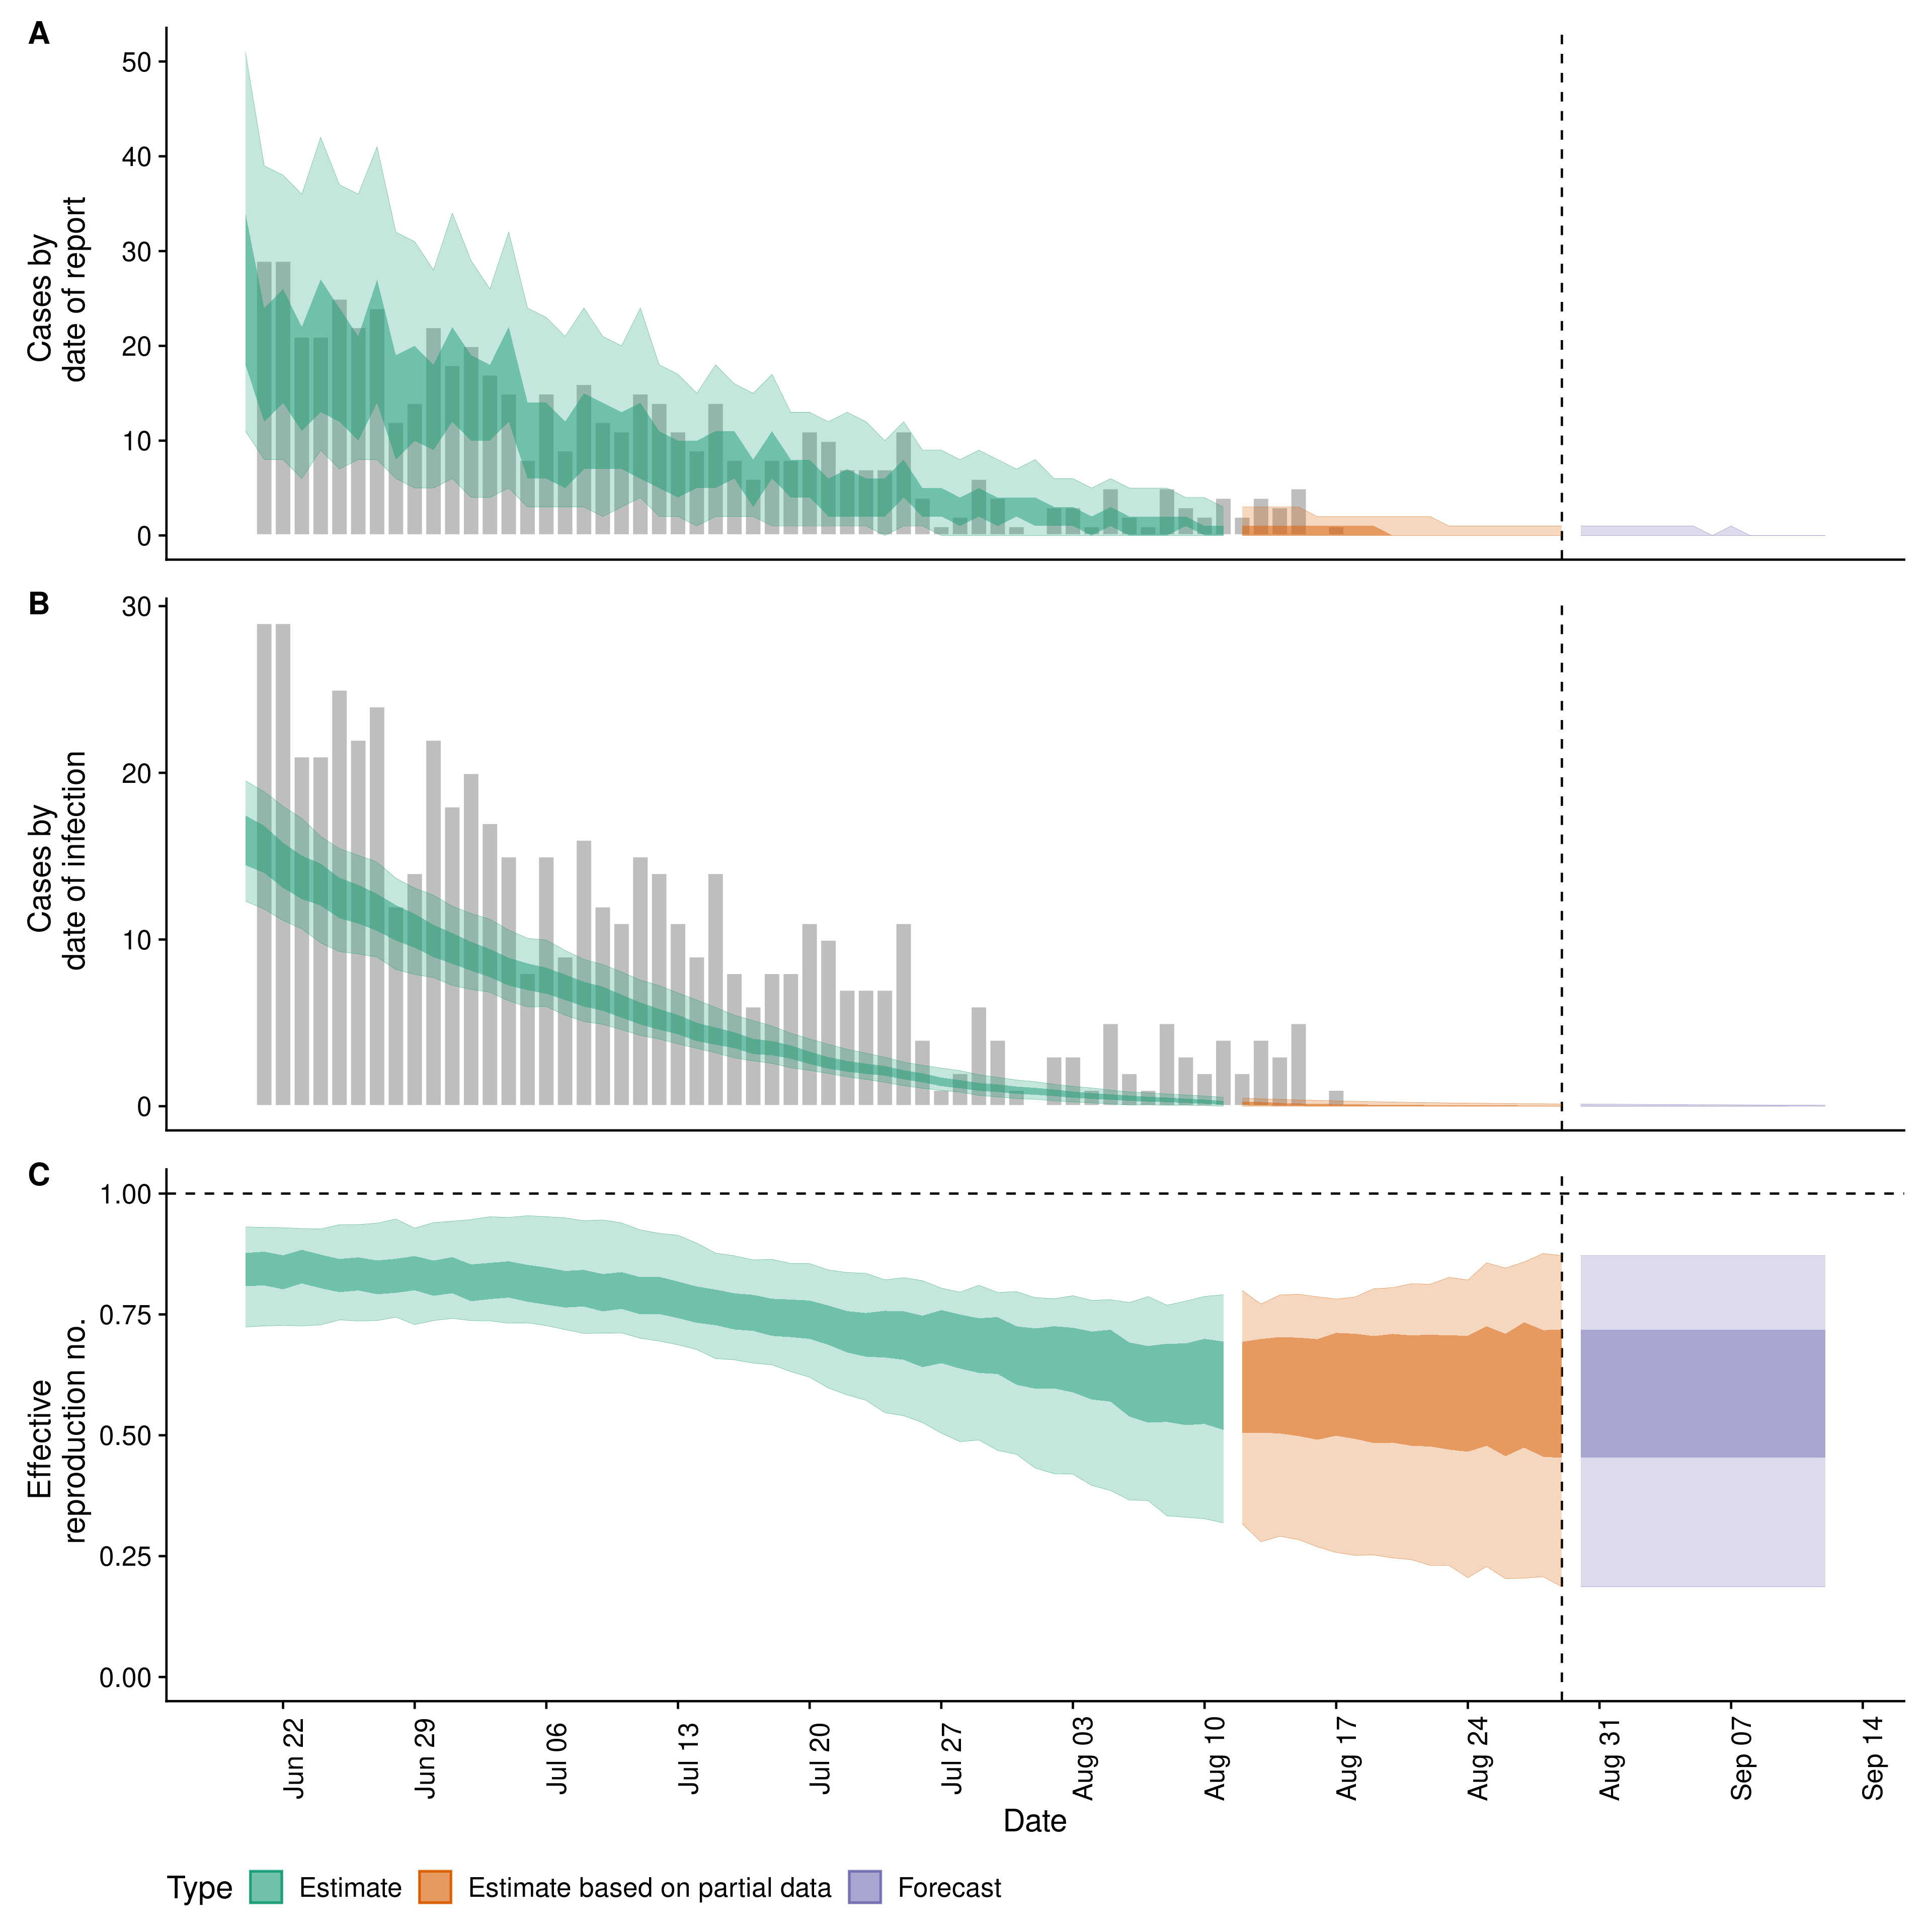 A
50
40
30
20
10
0
Cases by
date of report
B
30
20
10
0
Cases by
date of infection
C
1.00
0.75
0.50
0.25
0.00
Effective
reproduction no.
Jun 22
Jun 29
Jul 06
Jul 13
Jul 20
Jul 27
Aug 03
Aug 10
Aug 17
Aug 24
Aug 31
Sep 07
Sep 14
Date
Type Estimate Estimate based on partial data Forecast